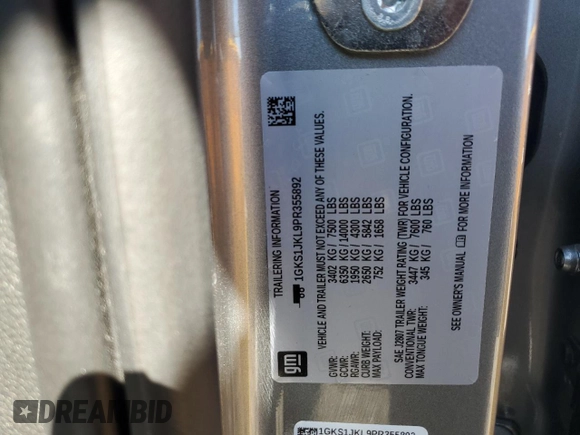 TRAILERING INFORMATION
1GKS1JKL9PR355892
VEHICLE AND TRAILER MUST NOT EXCEED ANY OF THESE VALUES.
GVWR: 3402 KG / 7500 LBS
GCWR: 6350 KG / 14000 LBS
RGAWR: 1950 KG / 4300 LBS
CURB WEIGHT: 2650 KG / 5842 LBS
MAX PAYLOAD: 752 KG / 1658 LBS
SAE J2807 TRAILER WEIGHT RATING (TWR) FOR VEHICLE CONFIGURATION.
CONVENTIONAL TWR: 3447 KG / 7600 LBS
MAX TONGUE WEIGHT: 345 KG / 760 LBS
SEE OWNER'S MANUAL FOR MORE INFORMATION
gm
1GKS1JKL9PR355892
D DRIVEN AUTO